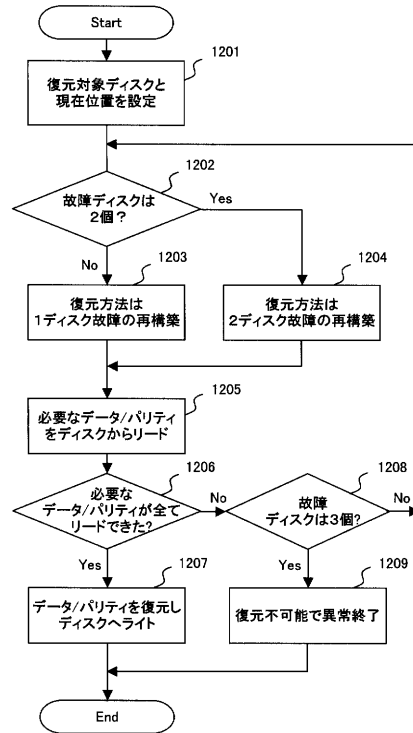 Start
1201
復元対象ディスクと
現在位置を設定
1202
故障ディスクは
2個?
Yes
No
1203
1204
復元方法は
1ディスク故障の再構築
復元方法は
2ディスク故障の再構築
1205
必要なデータ/パリティ
をディスクからリード
1206
1208
必要な
データ/パリティが全て
リードできた?
No
故障
ディスクは3個?
No
Yes
1207
Yes
1209
データ/パリティを復元し
ディスクへライト
復元不可能で異常終了
End